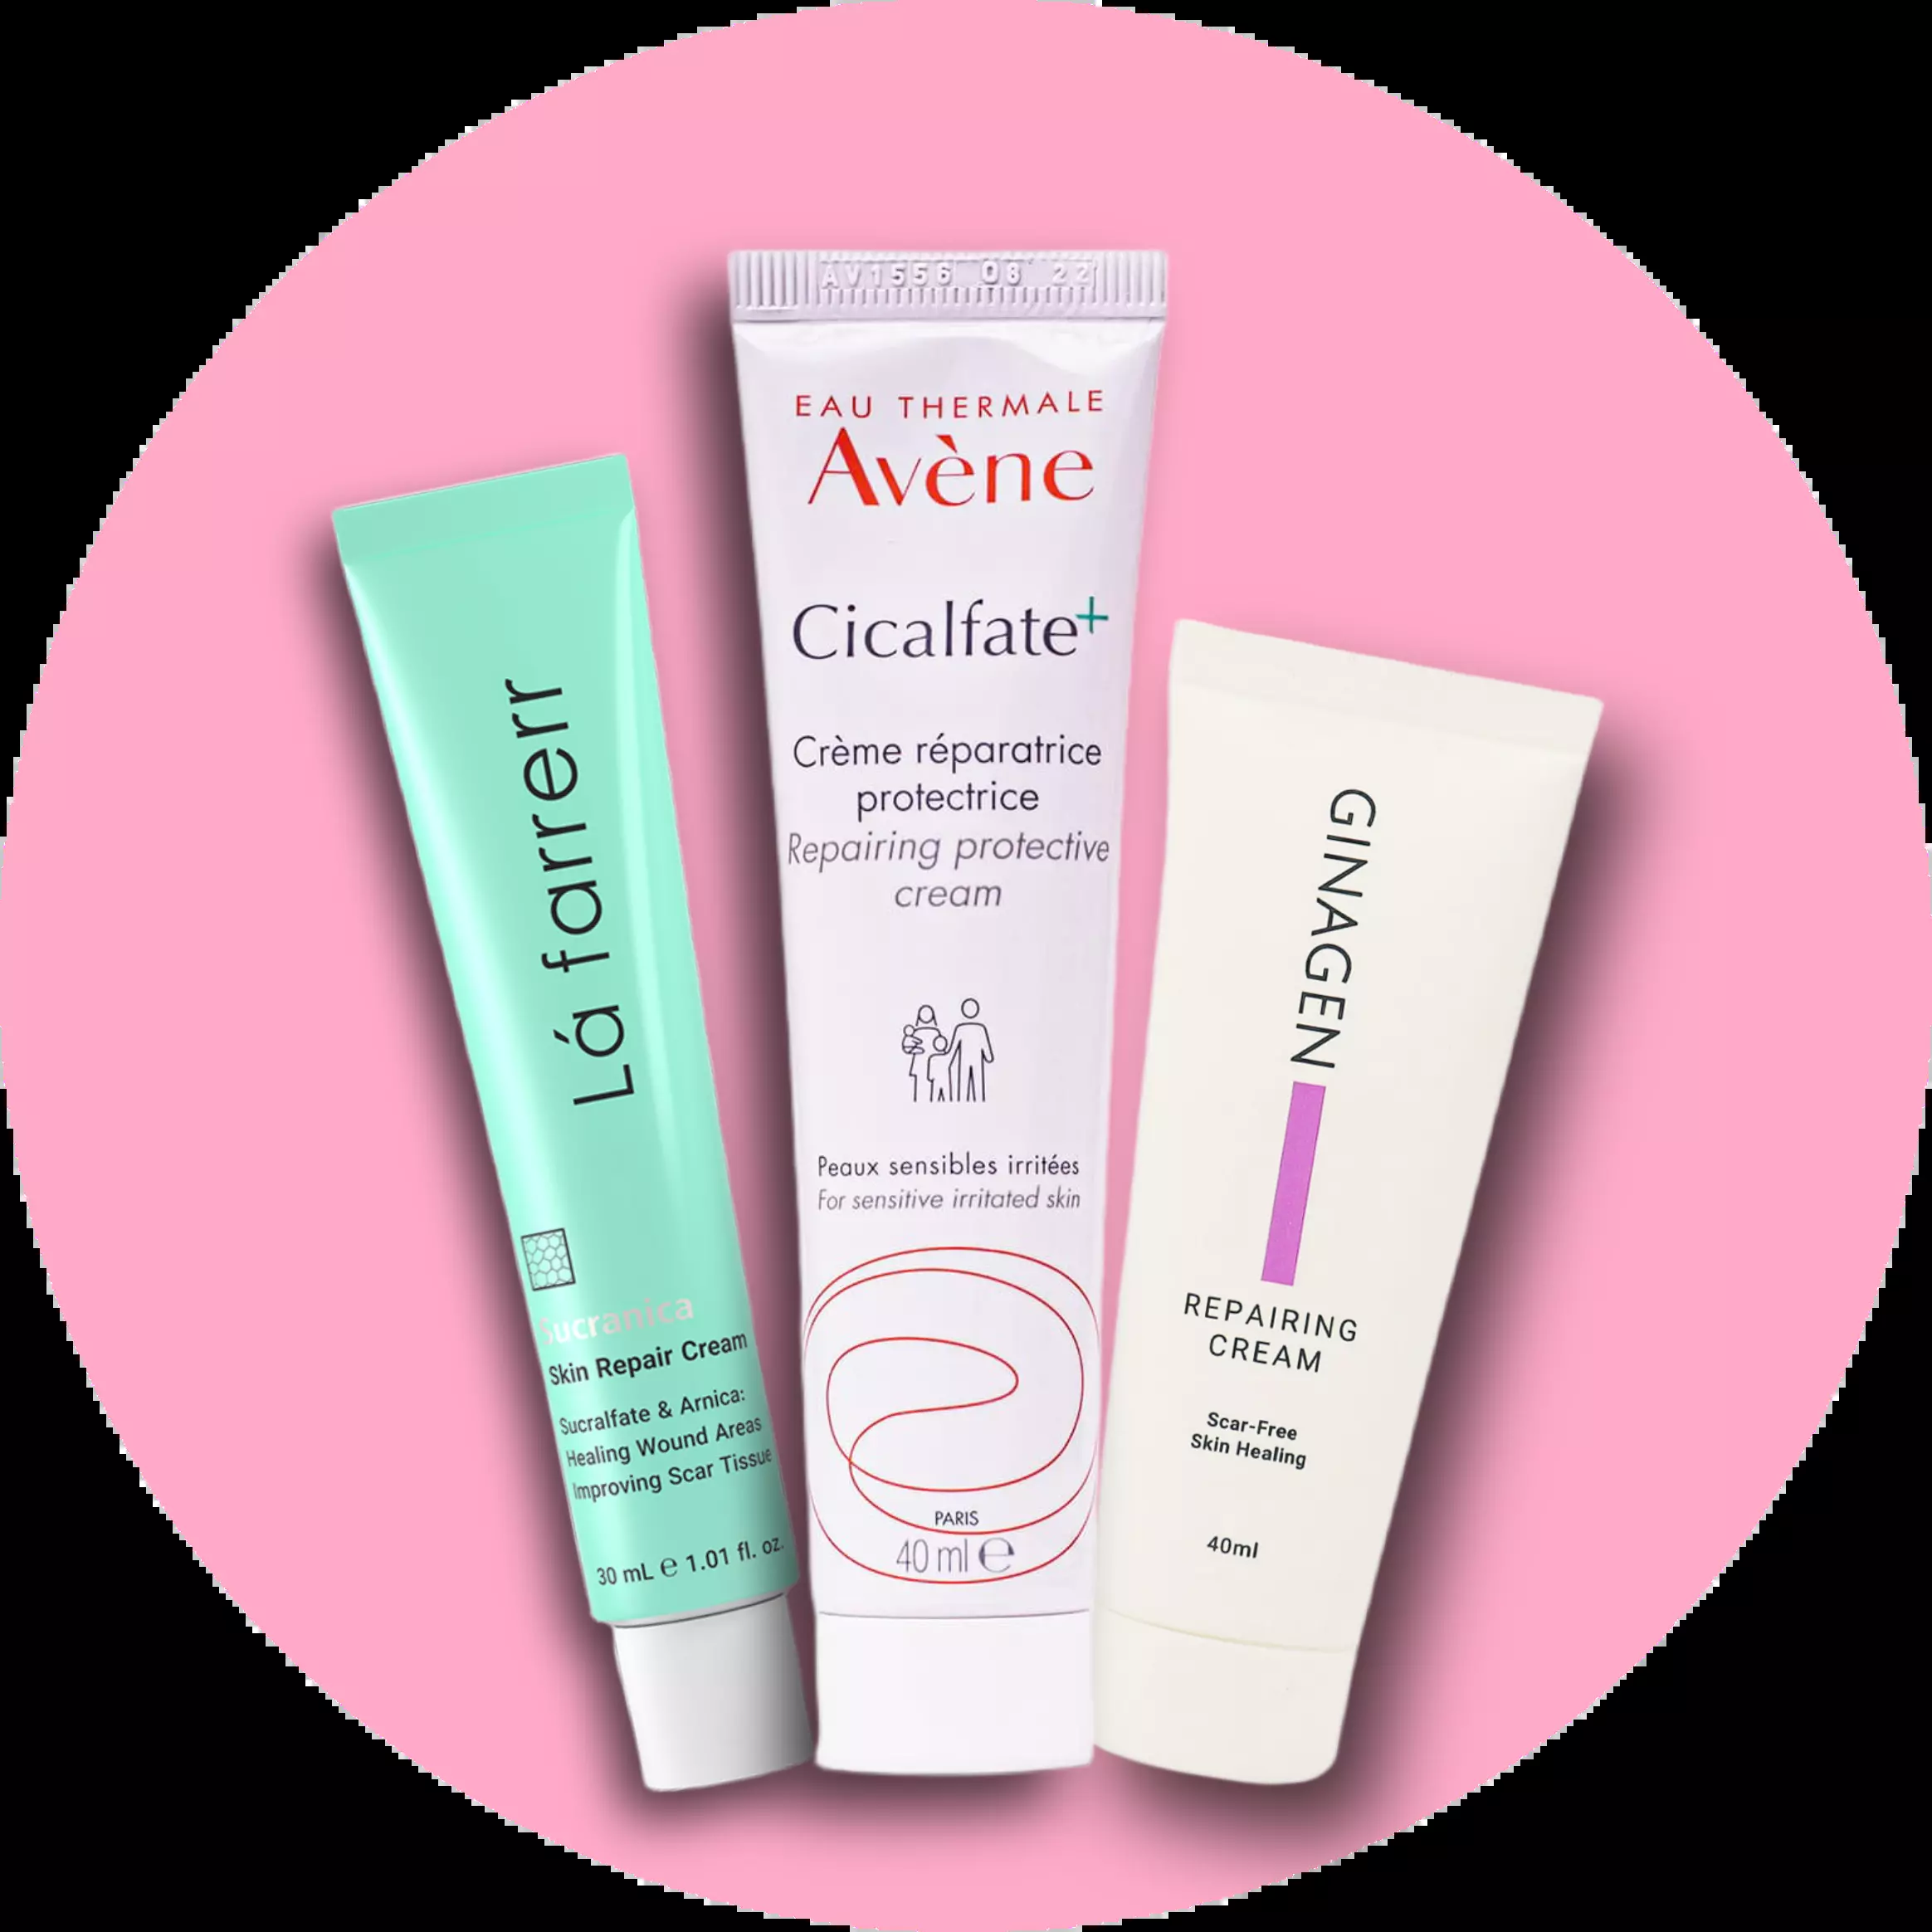 Lá farrerr
Sucranica
Skin Repair Cream
Sucralfate & Arnica:
Healing Wound Areas
Improving Scar Tissue
30 mL ℮ 1.01 fl. oz.
AV1556 08 22
EAU THERMALE
Avène
Cicalfate+
Crème réparatrice
protectrice
Repairing protective
cream
Peaux sensibles irritées
For sensitive irritated skin
PARIS
40 ml ℮
GINAGEN
REPAIRING
CREAM
Scar-Free
Skin Healing
40ml